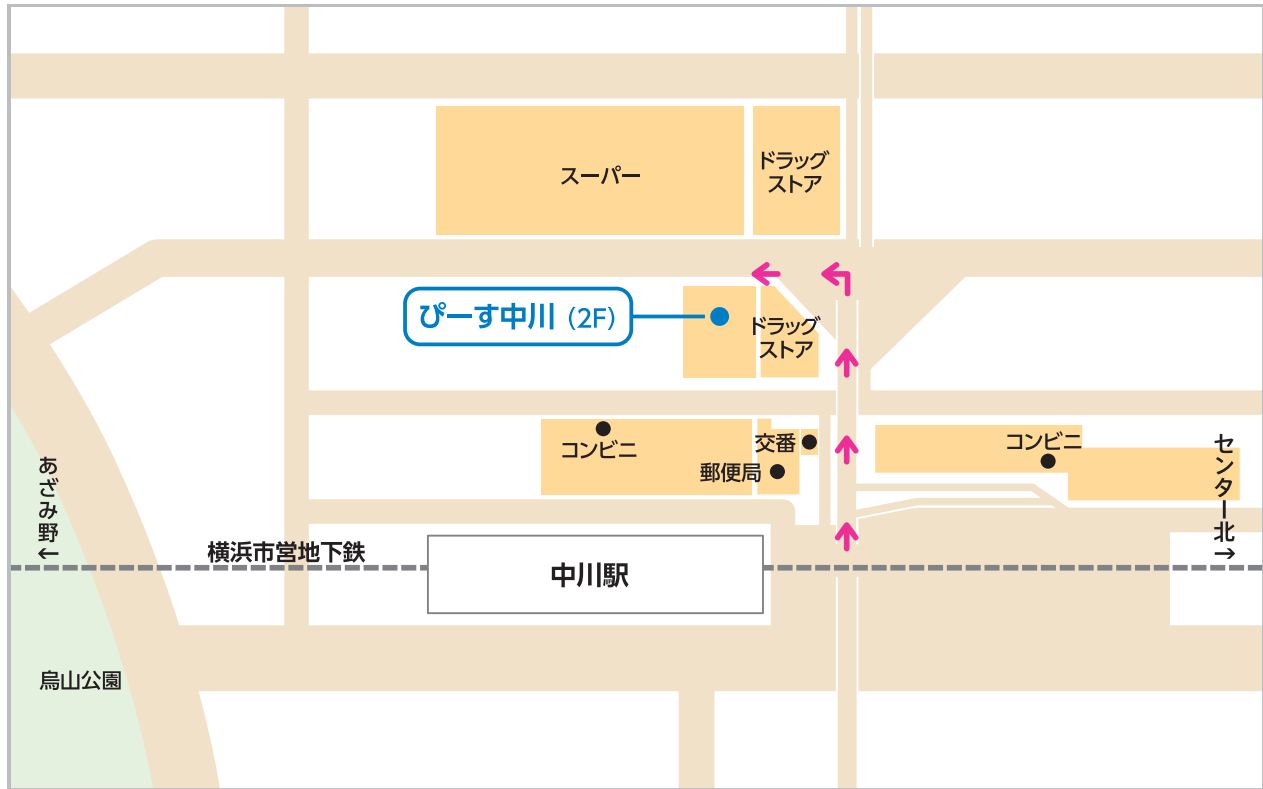 スーパー
ドラッグ
ストア
ぴーす中川（2F）
ドラッグ
ストア
コンビニ
交番
郵便局
コンビニ
あざみ野←
センター北→
横浜市営地下鉄
中川駅
烏山公園